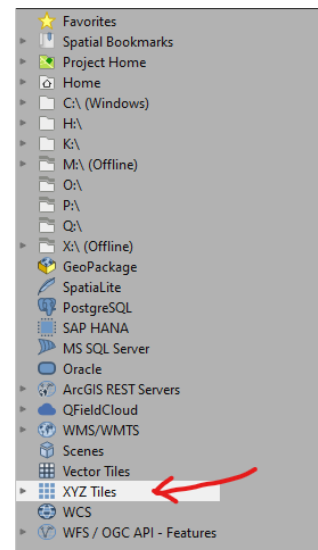 Favorites
Spatial Bookmarks
Project Home
Home
C:\ (Windows)
H:\
K:\
M:\ (Offline)
O:\
P:\
Q:\
X:\ (Offline)
GeoPackage
SpatiaLite
PostgreSQL
SAP HANA
MS SQL Server
Oracle
ArcGIS REST Servers
QFieldCloud
WMS/WMTS
Scenes
Vector Tiles
XYZ Tiles
WCS
WFS / OGC API - Features